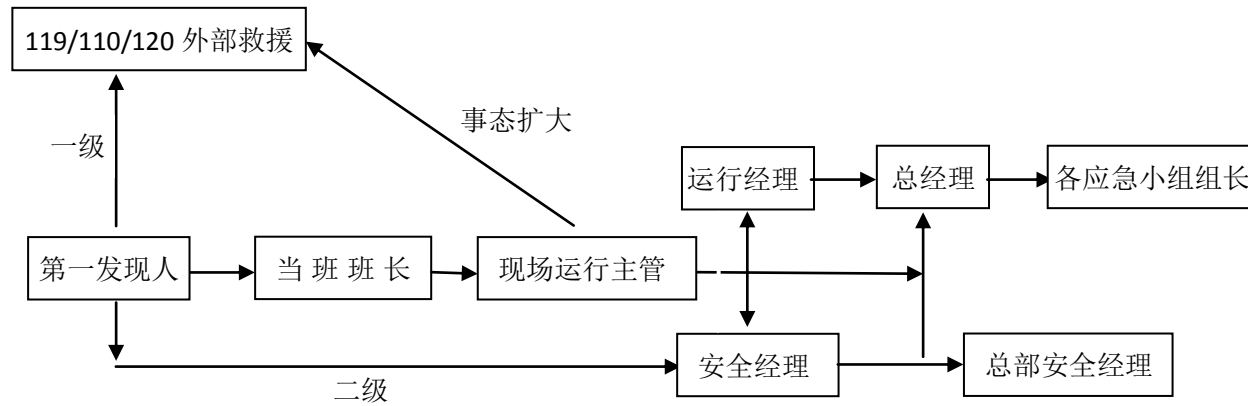 119/110/120 外部救援
事态扩大
一级
运行经理
总经理
各应急小组组长
第一发现人
当 班 班 长
现场运行主管
安全经理
总部安全经理
二级